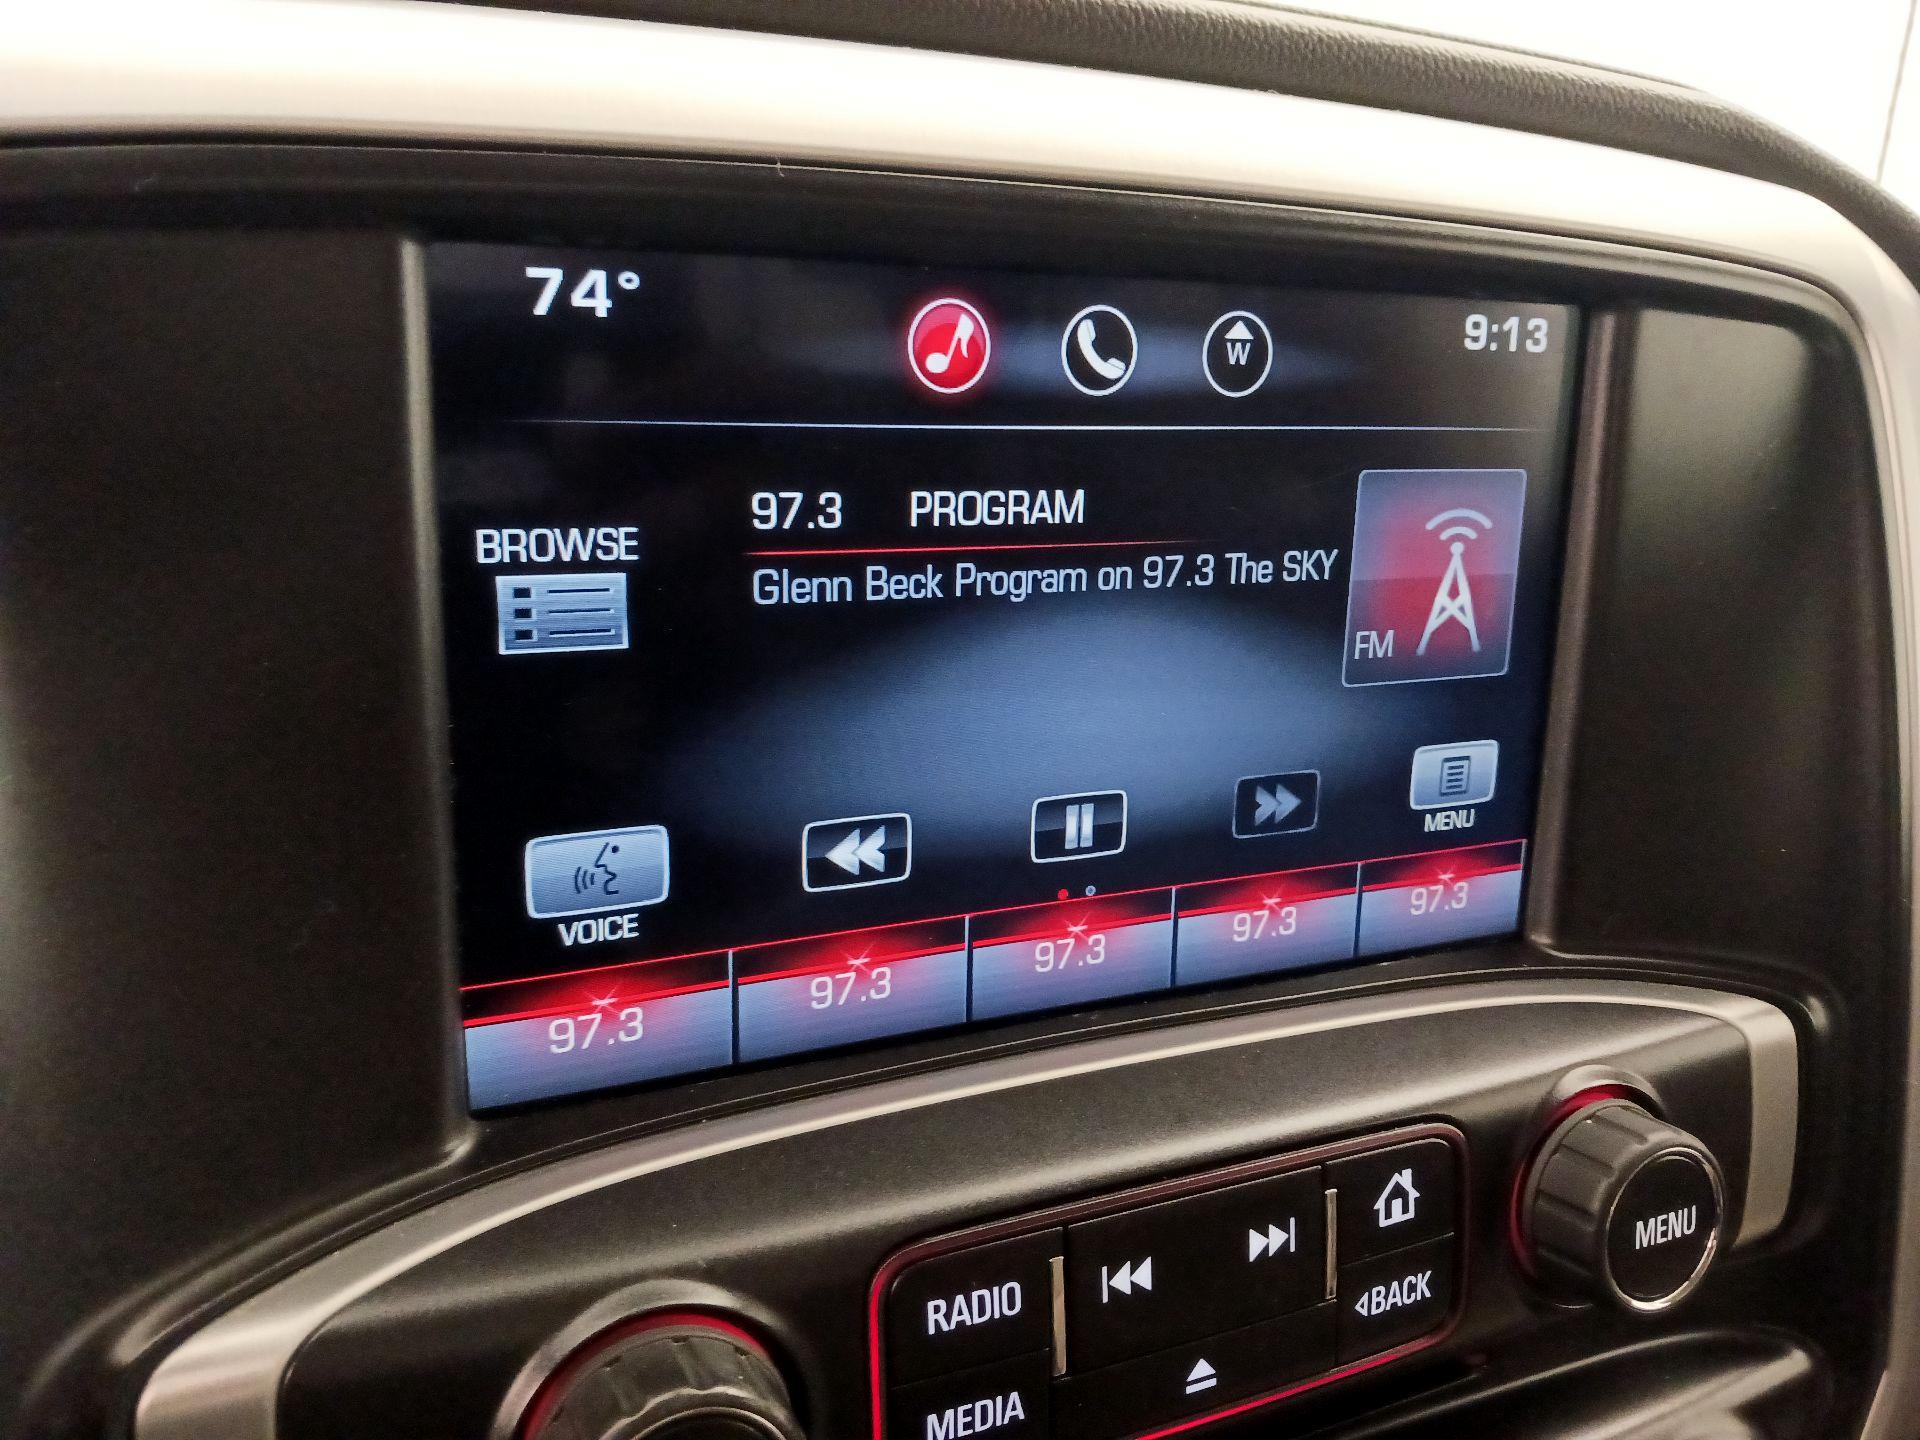 74°
W
9:13
BROWSE
97.3 PROGRAM
Glenn Beck Program on 97.3 The SKY
FM
MENU
VOICE
97.3 97.3 97.3 97.3 97.3
RADIO
MEDIA
BACK
MENU